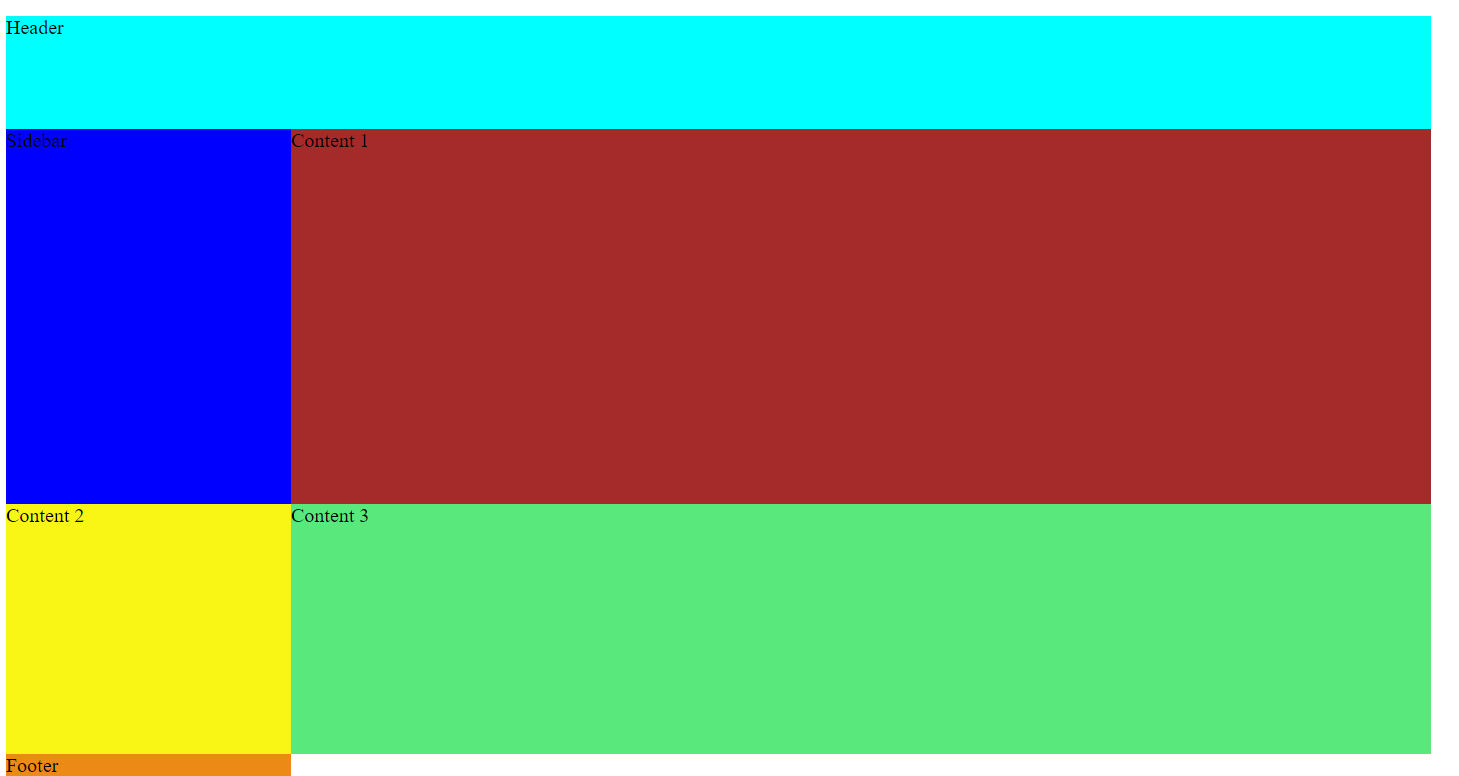 Header
Sidebar
Content 1
Content 2
Content 3
Footer